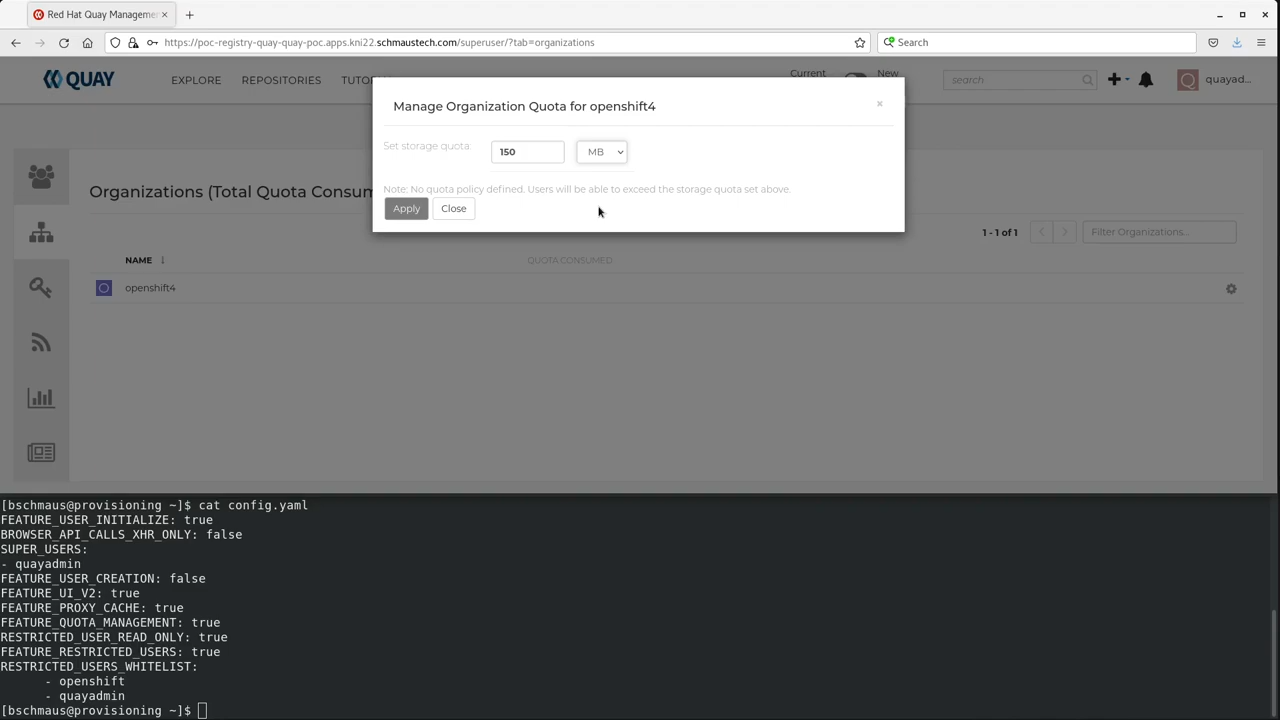 Red Hat Quay Manageme
https://poc-registry-quay-quay-poc.apps.kni22.schmaustech.com/superuser/?tab=organizations
Search
QUAY
EXPLORE
REPOSITORIES
Current
New
search
quayad...
Manage Organization Quota for openshift4
×
Set storage quota:
150
MB
Note: No quota policy defined. Users will be able to exceed the storage quota set above.
Apply
Close
Organizations (Total Quota Consum
1 - 1 of 1
Filter Organizations...
NAME
QUOTA CONSUMED
openshift4
[bschmaus@provisioning ~]$ cat config.yaml
FEATURE_USER_INITIALIZE: true
BROWSER_API_CALLS_XHR_ONLY: false
SUPER_USERS:
- quayadmin
FEATURE_USER_CREATION: false
FEATURE_UI_V2: true
FEATURE_PROXY_CACHE: true
FEATURE_QUOTA_MANAGEMENT: true
RESTRICTED_USER_READ_ONLY: true
FEATURE_RESTRICTED_USERS: true
RESTRICTED_USERS_WHITELIST:
- openshift
- quayadmin
[bschmaus@provisioning ~]$